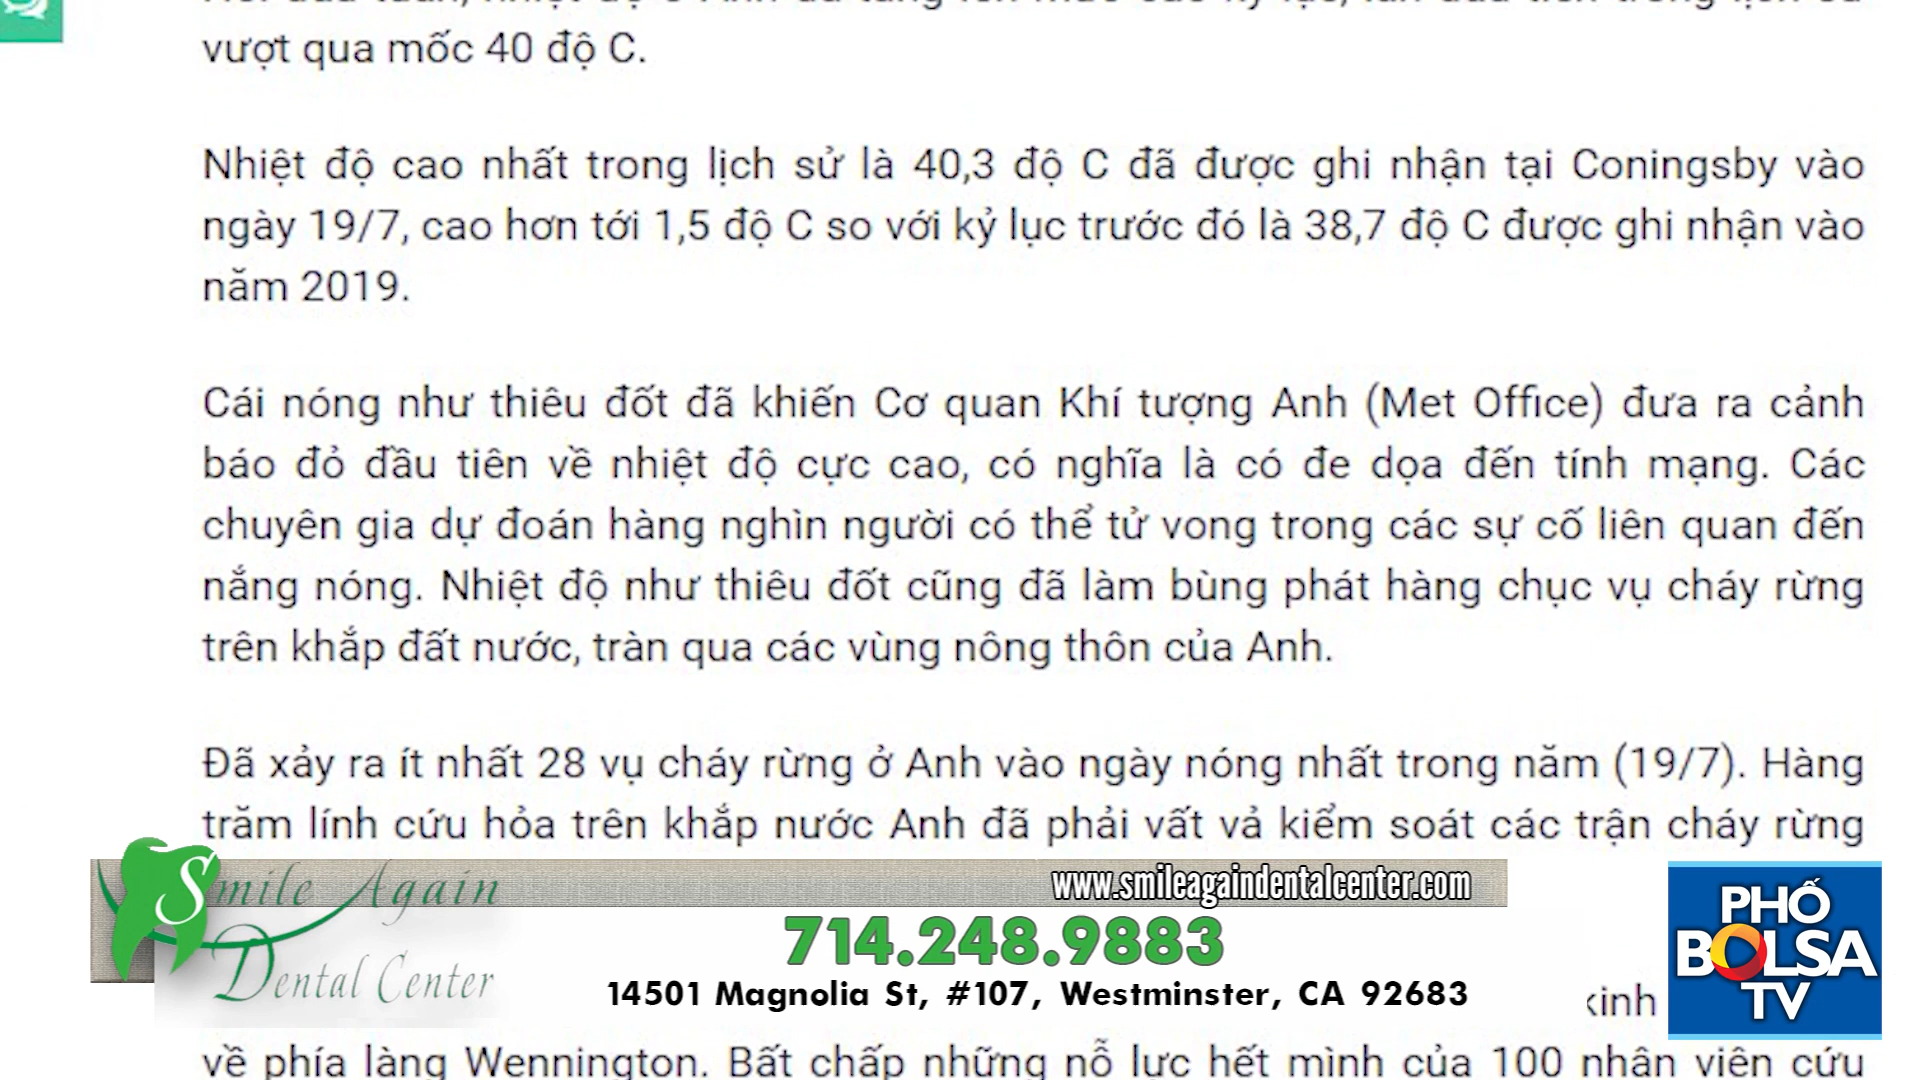 vượt qua mốc 40 độ C.
Nhiệt độ cao nhất trong lịch sử là 40,3 độ C đã được ghi nhận tại Coningsby vào
ngày 19/7, cao hơn tới 1,5 độ C so với kỷ lục trước đó là 38,7 độ C được ghi nhận vào
năm 2019.
Cái nóng như thiêu đốt đã khiến Cơ quan Khí tượng Anh (Met Office) đưa ra cảnh
báo đỏ đầu tiên về nhiệt độ cực cao, có nghĩa là có đe dọa đến tính mạng. Các
chuyên gia dự đoán hàng nghìn người có thể tử vong trong các sự cố liên quan đến
nắng nóng. Nhiệt độ như thiêu đốt cũng đã làm bùng phát hàng chục vụ cháy rừng
trên khắp đất nước, tràn qua các vùng nông thôn của Anh.
Đã xảy ra ít nhất 28 vụ cháy rừng ở Anh vào ngày nóng nhất trong năm (19/7). Hàng
trăm lính cứu hỏa trên khắp nước Anh đã phải vất vả kiểm soát các trận cháy rừng
Smile Again
Dental Center
www.smileagaindentalcenter.com
714.248.9883
14501 Magnolia St, #107, Westminster, CA 92683
PHỐ
BOLSA
TV
kinh
về phía làng Wennington. Bất chấp những nỗ lực hết mình của 100 nhân viên cứu